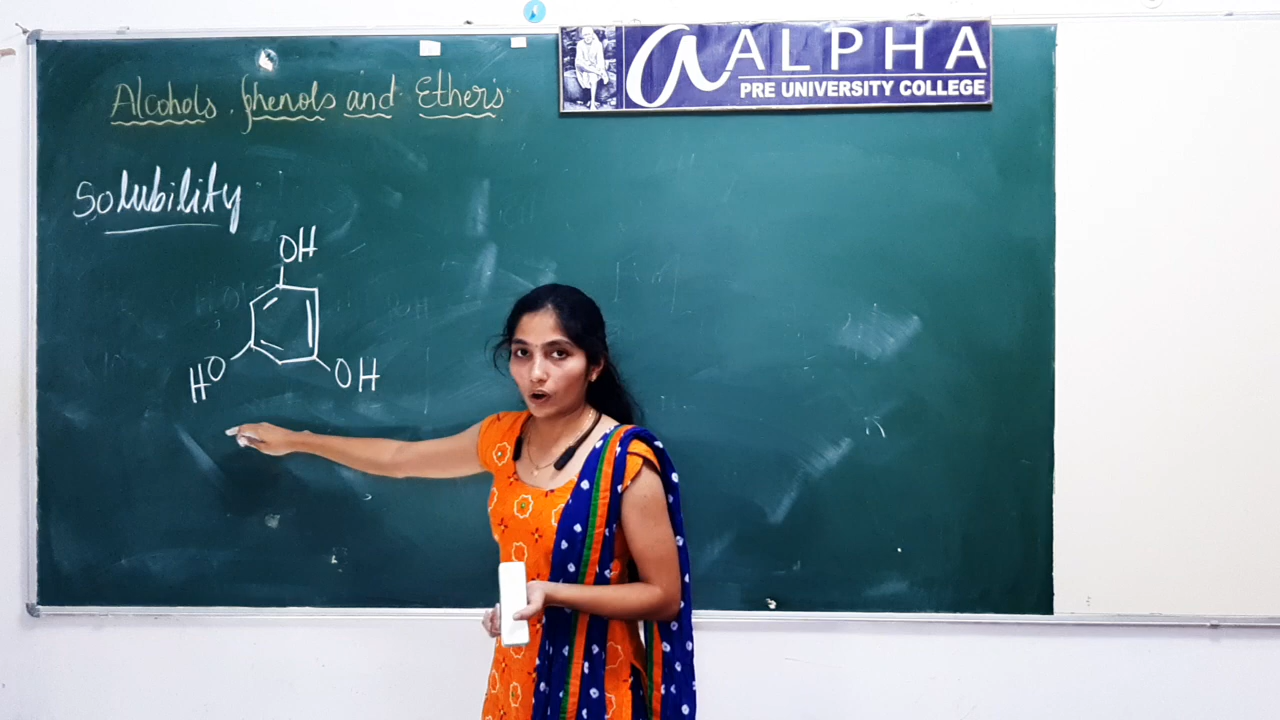 ALPHA
PRE UNIVERSITY COLLEGE
Alcohols, phenols and Ethers
Solubility
OH
HO
OH